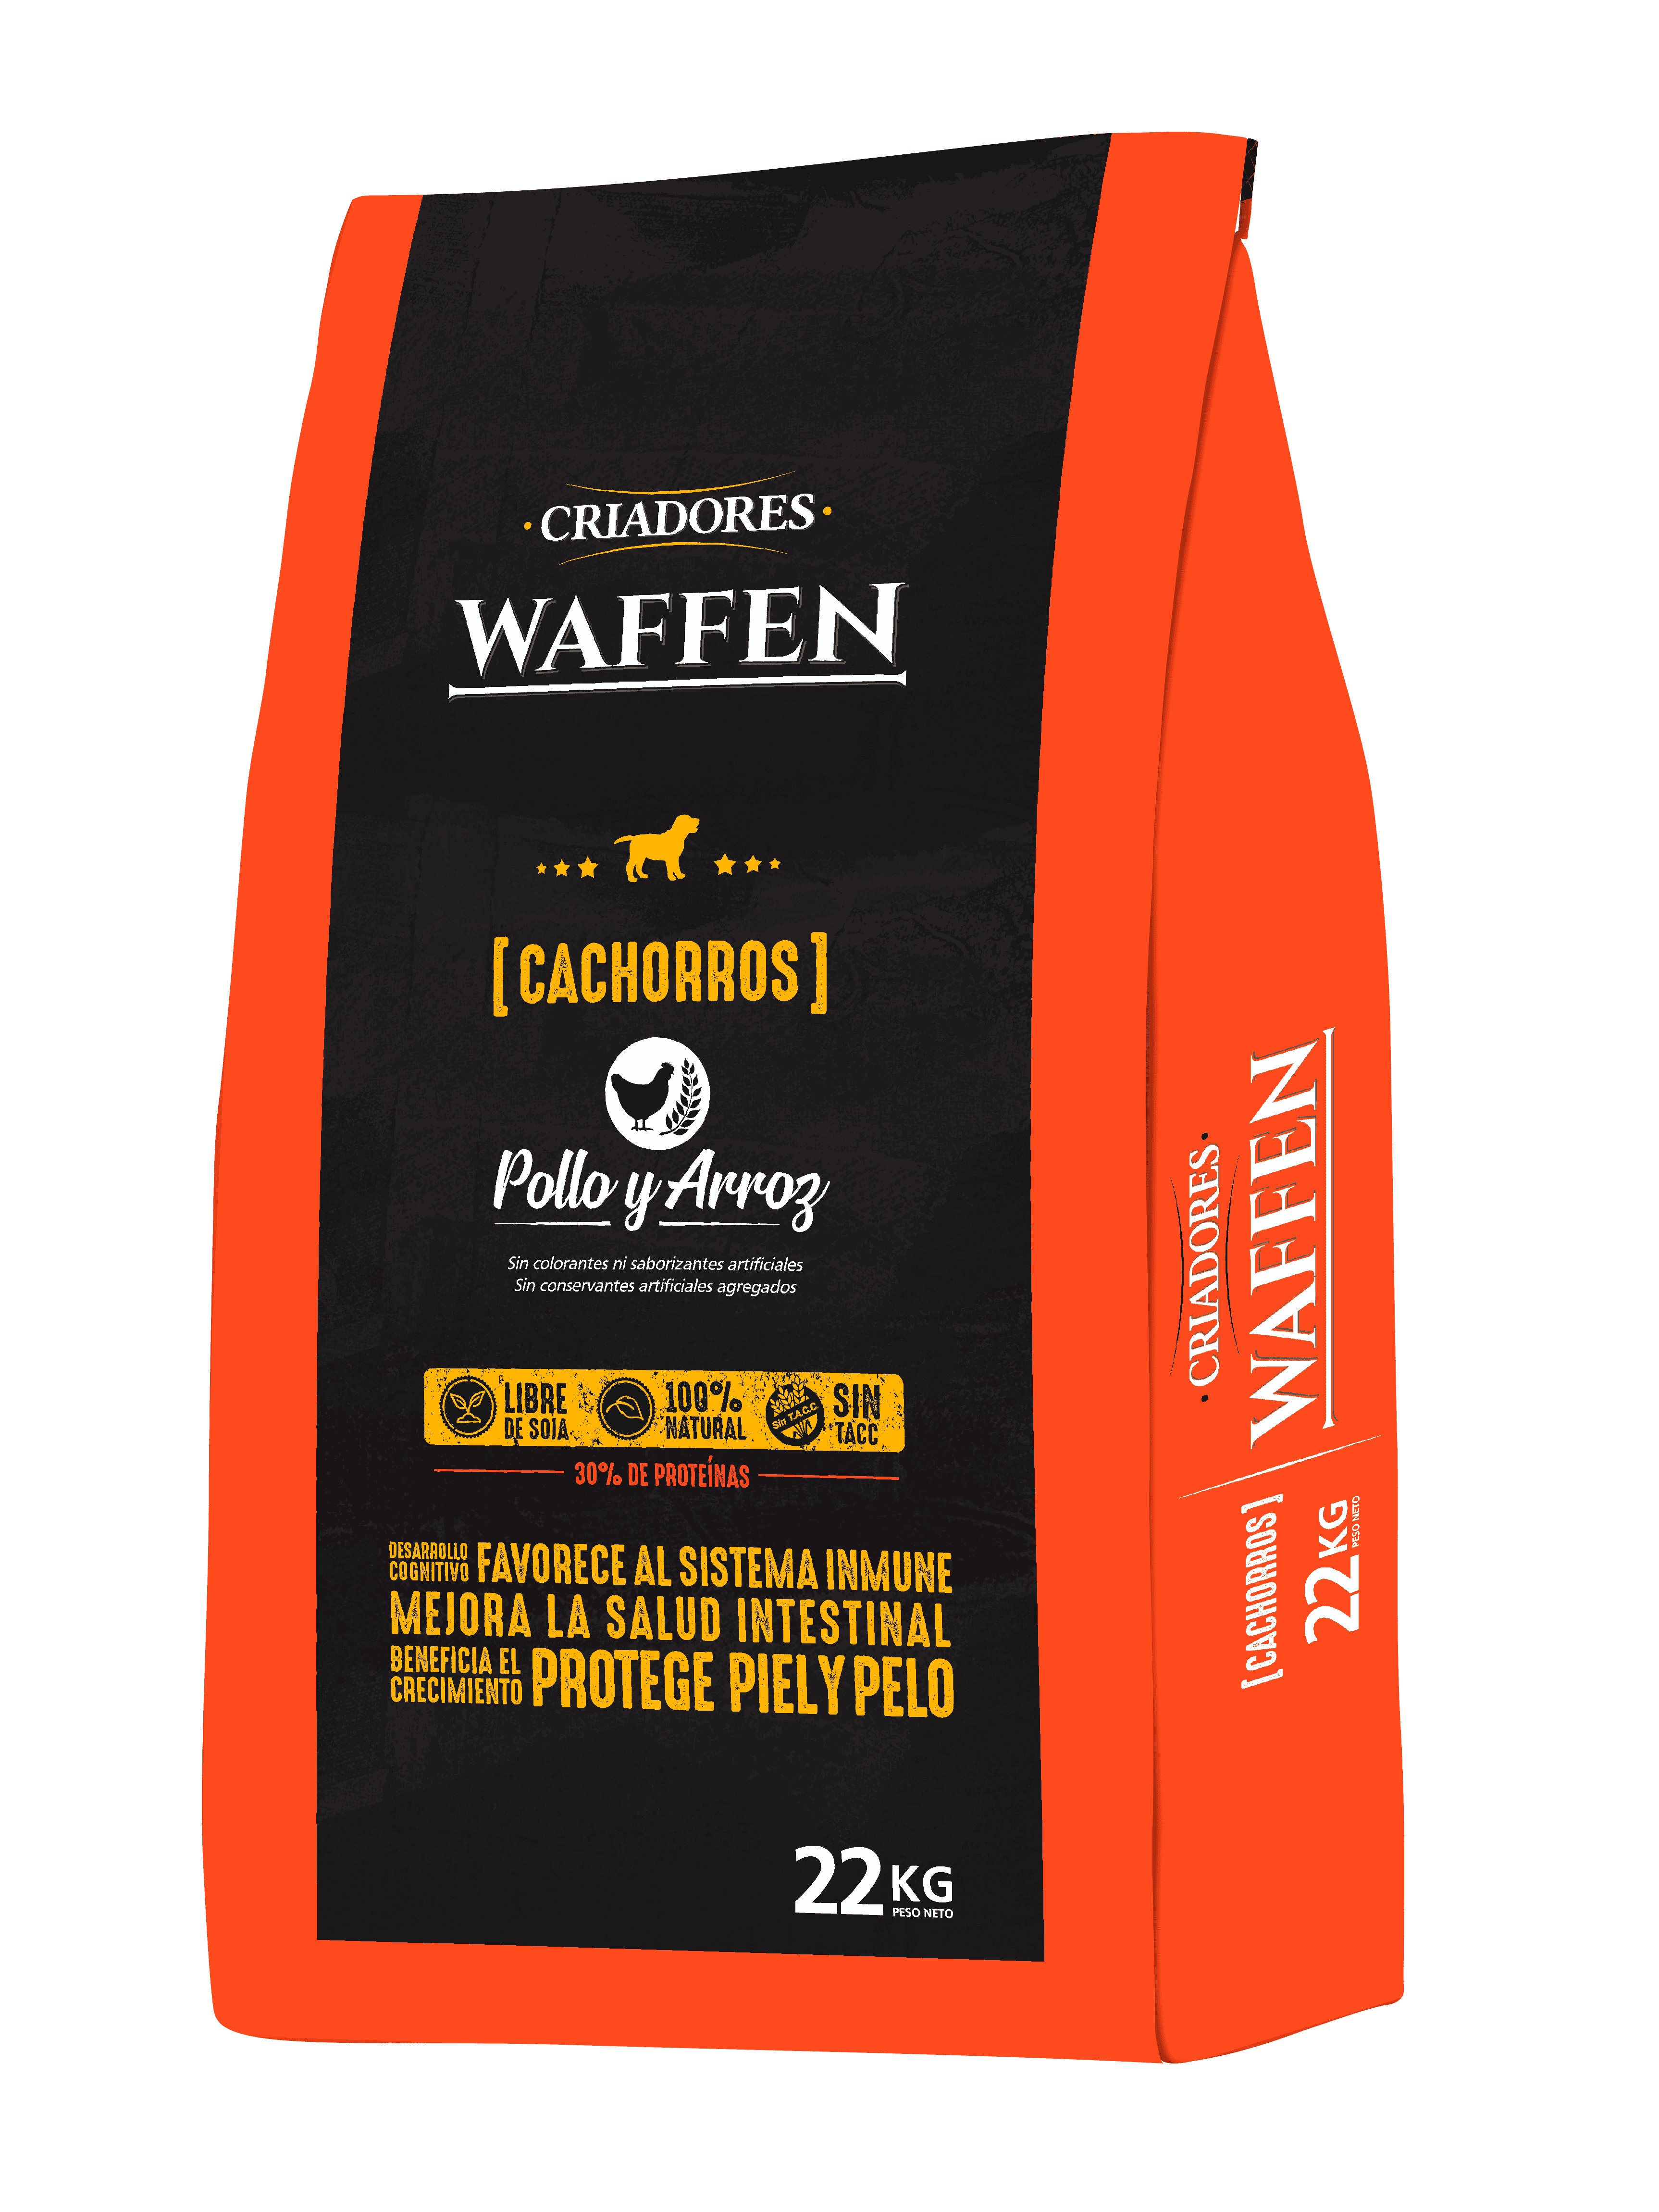 CRIADORES
WAFFEN
[CACHORROS]
Pollo y Arroz
Sin colorantes ni saborizantes artificiales
Sin conservantes artificiales agregados
LIBRE
DE SOJA
100%
NATURAL
Sin T.A.C.C.
SIN
TACC
30% DE PROTEÍNAS
DESARROLLO
COGNITIVO
FAVORECE AL SISTEMA INMUNE
MEJORA LA SALUD INTESTINAL
BENEFICIA EL
CRECIMIENTO
PROTEGE PIEL Y PELO
22 KG
PESO NETO
·CRIADORES·
WAFFEN
[CACHORROS]
22 KG
PESO NETO